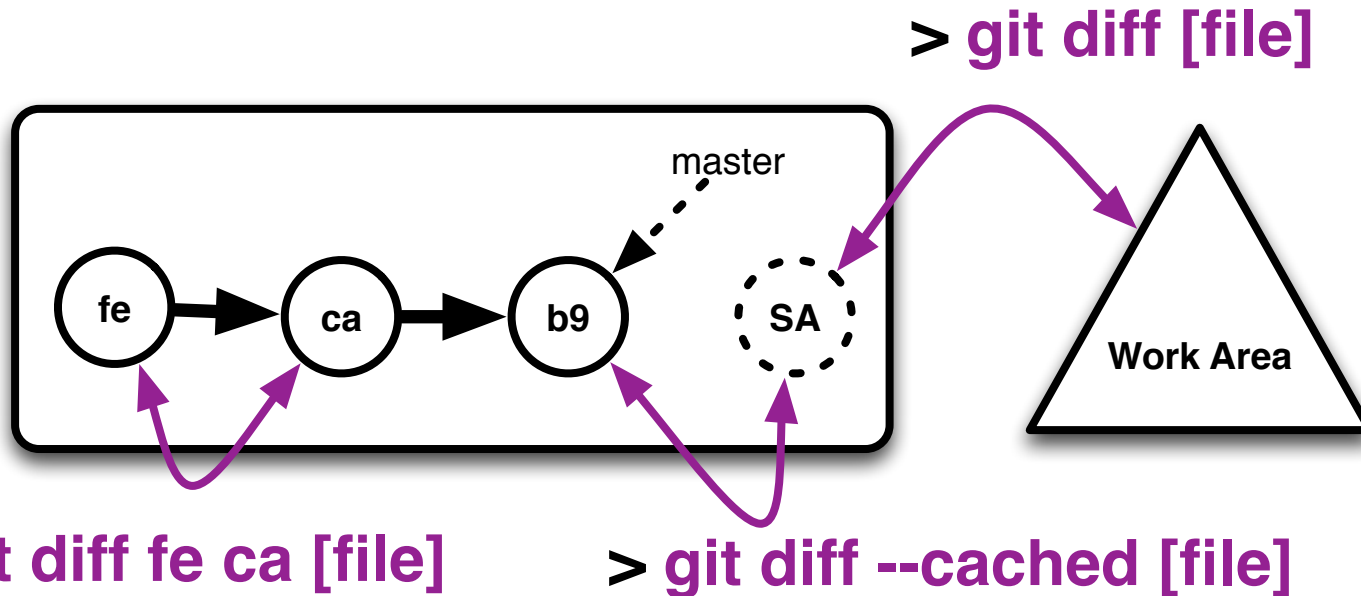 > git diff [file]
master
fe
ca
b9
SA
Work Area
t diff fe ca [file]
> git diff --cached [file]